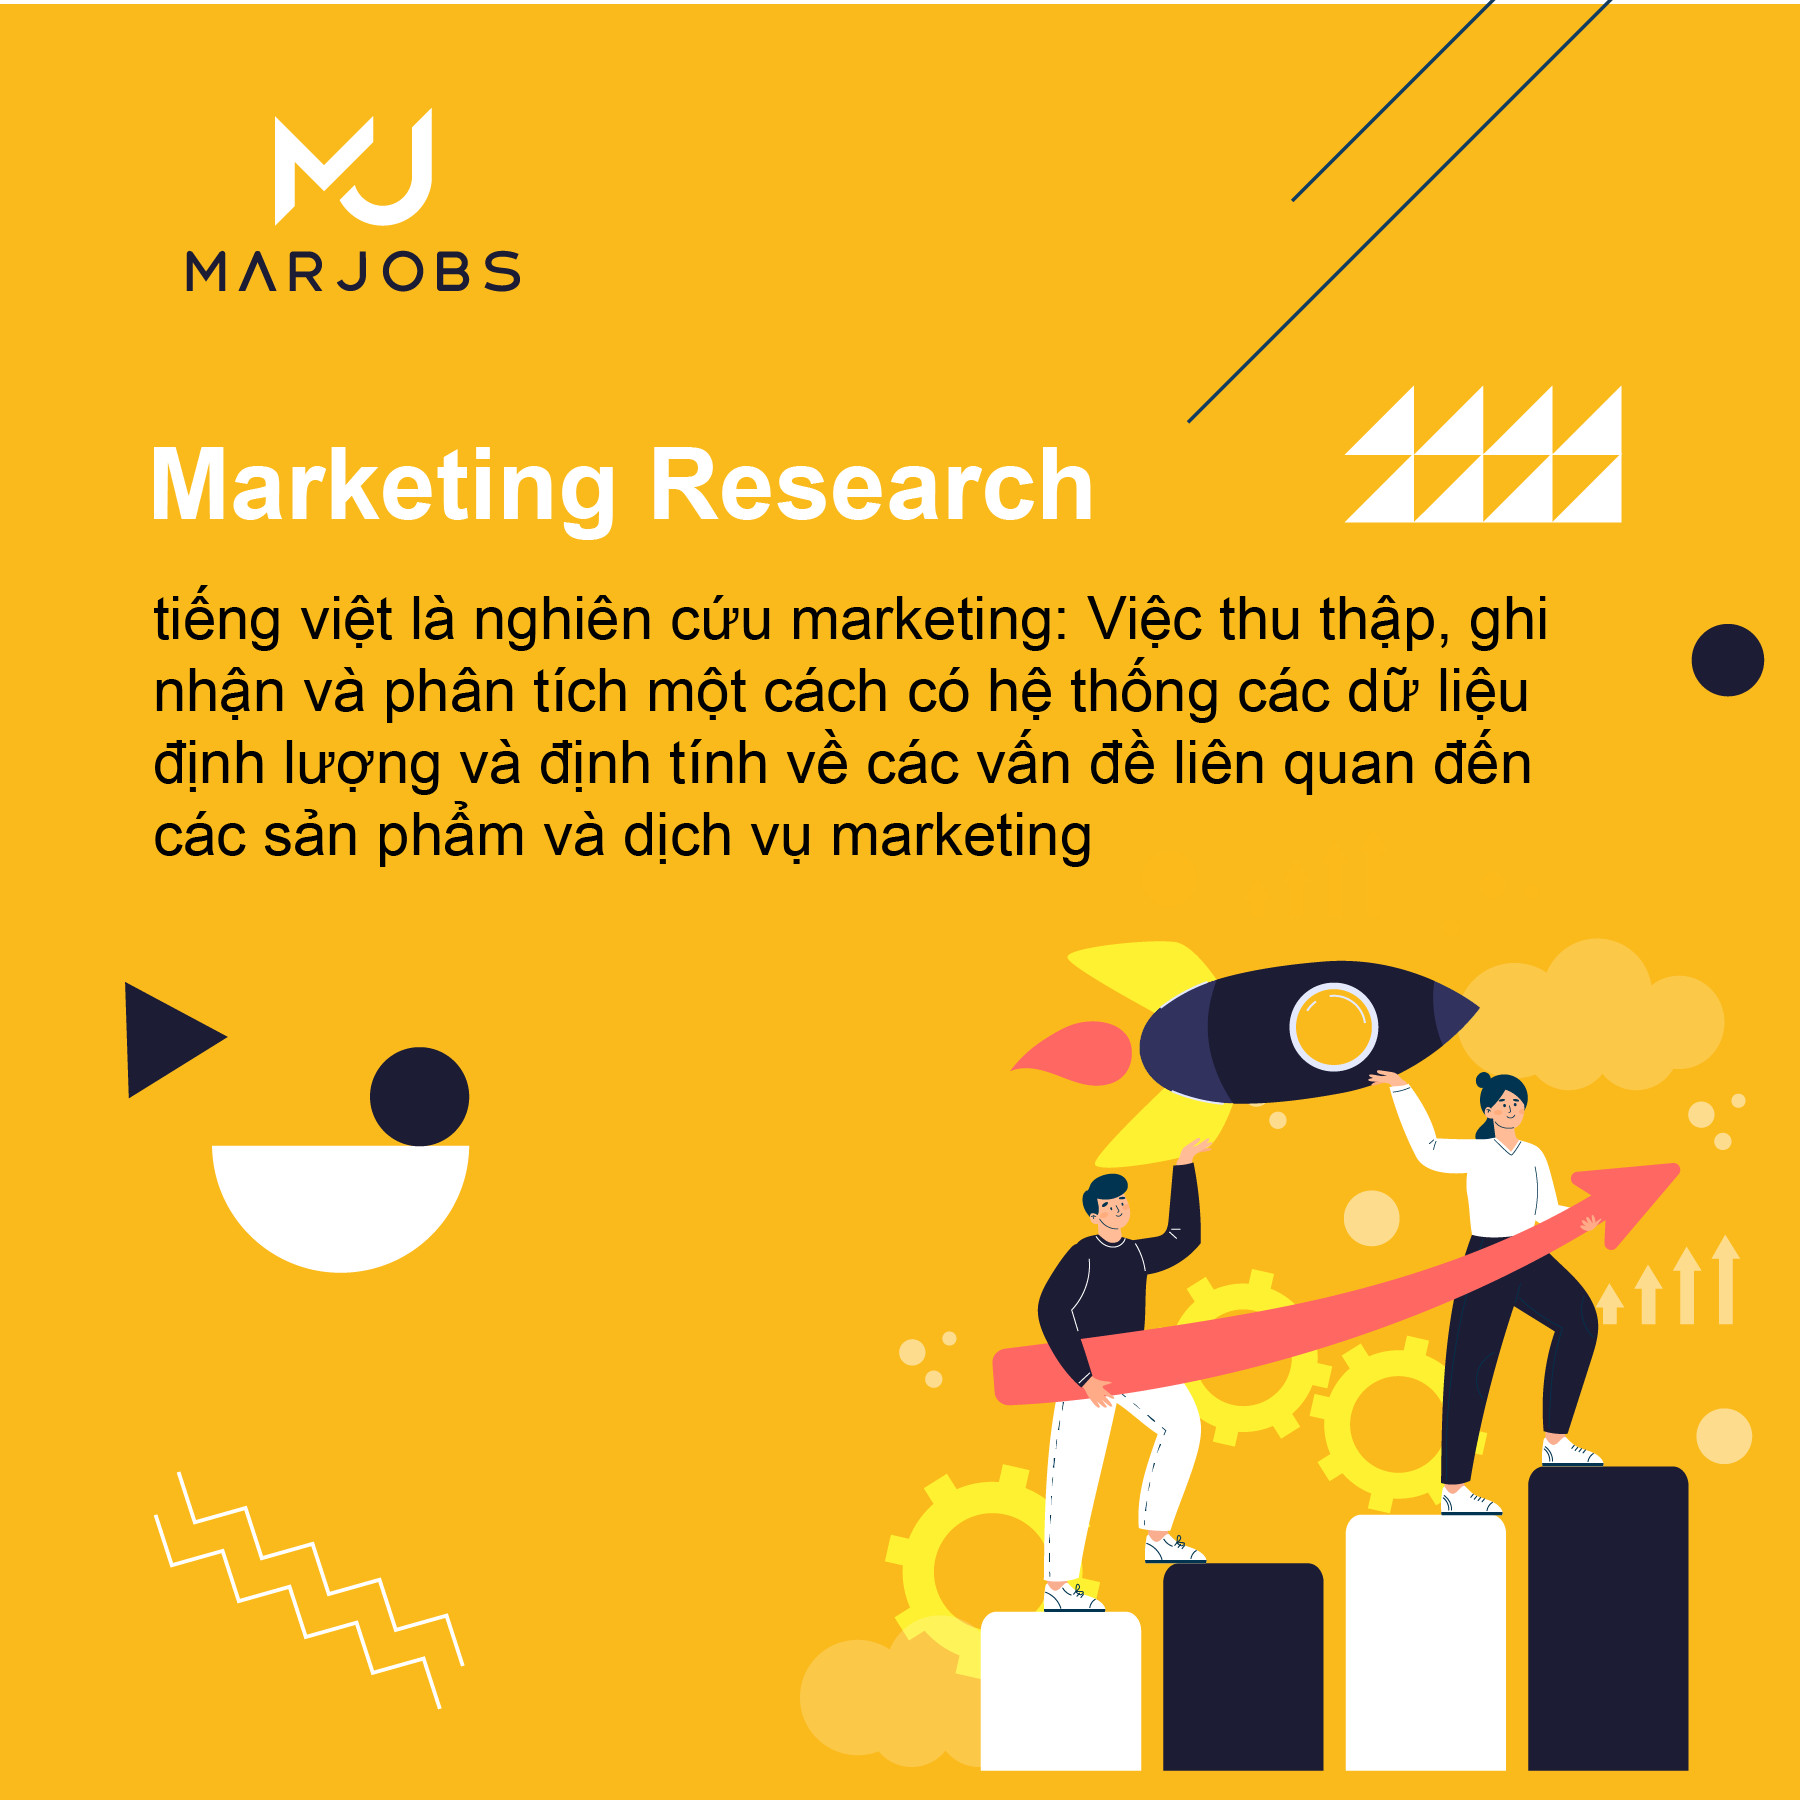 MARJOBS
Marketing Research
tiếng việt là nghiên cứu marketing: Việc thu thập, ghi
nhận và phân tích một cách có hệ thống các dữ liệu
định lượng và định tính về các vấn đề liên quan đến
các sản phẩm và dịch vụ marketing